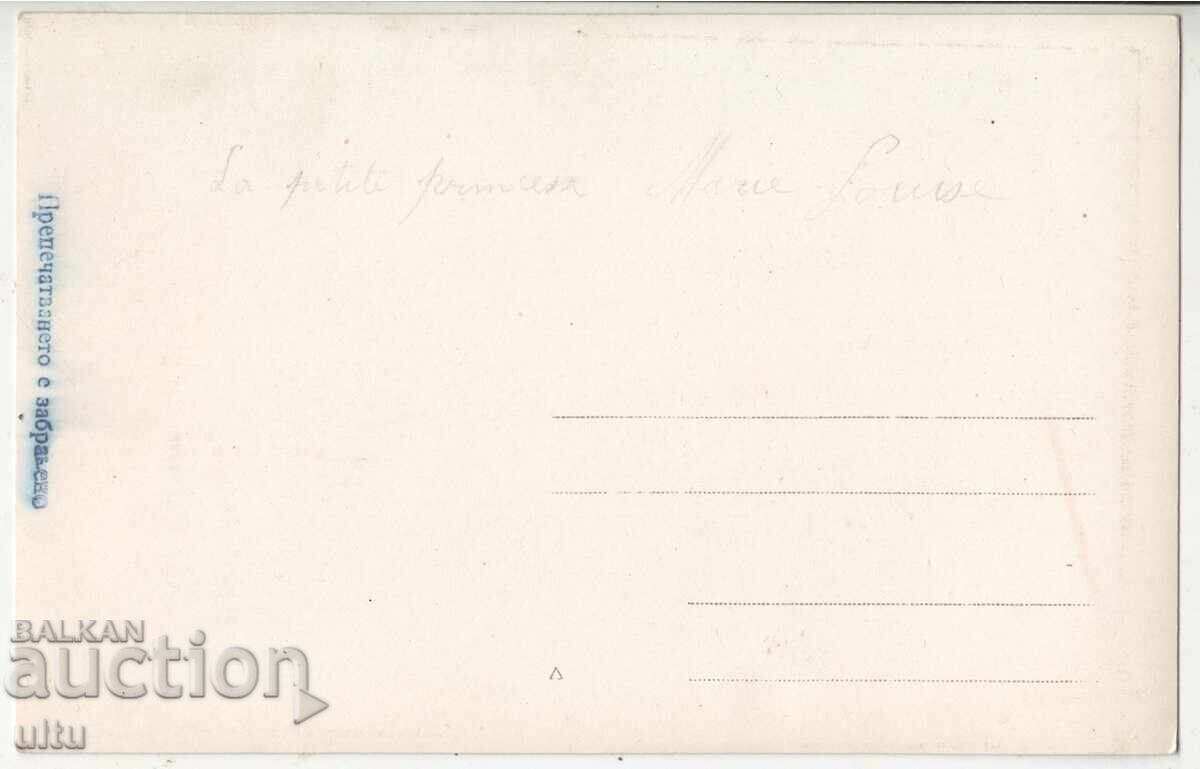 La petite princesse Marie Louise
Препечатването е забранено
BALKAN
auction
ultu